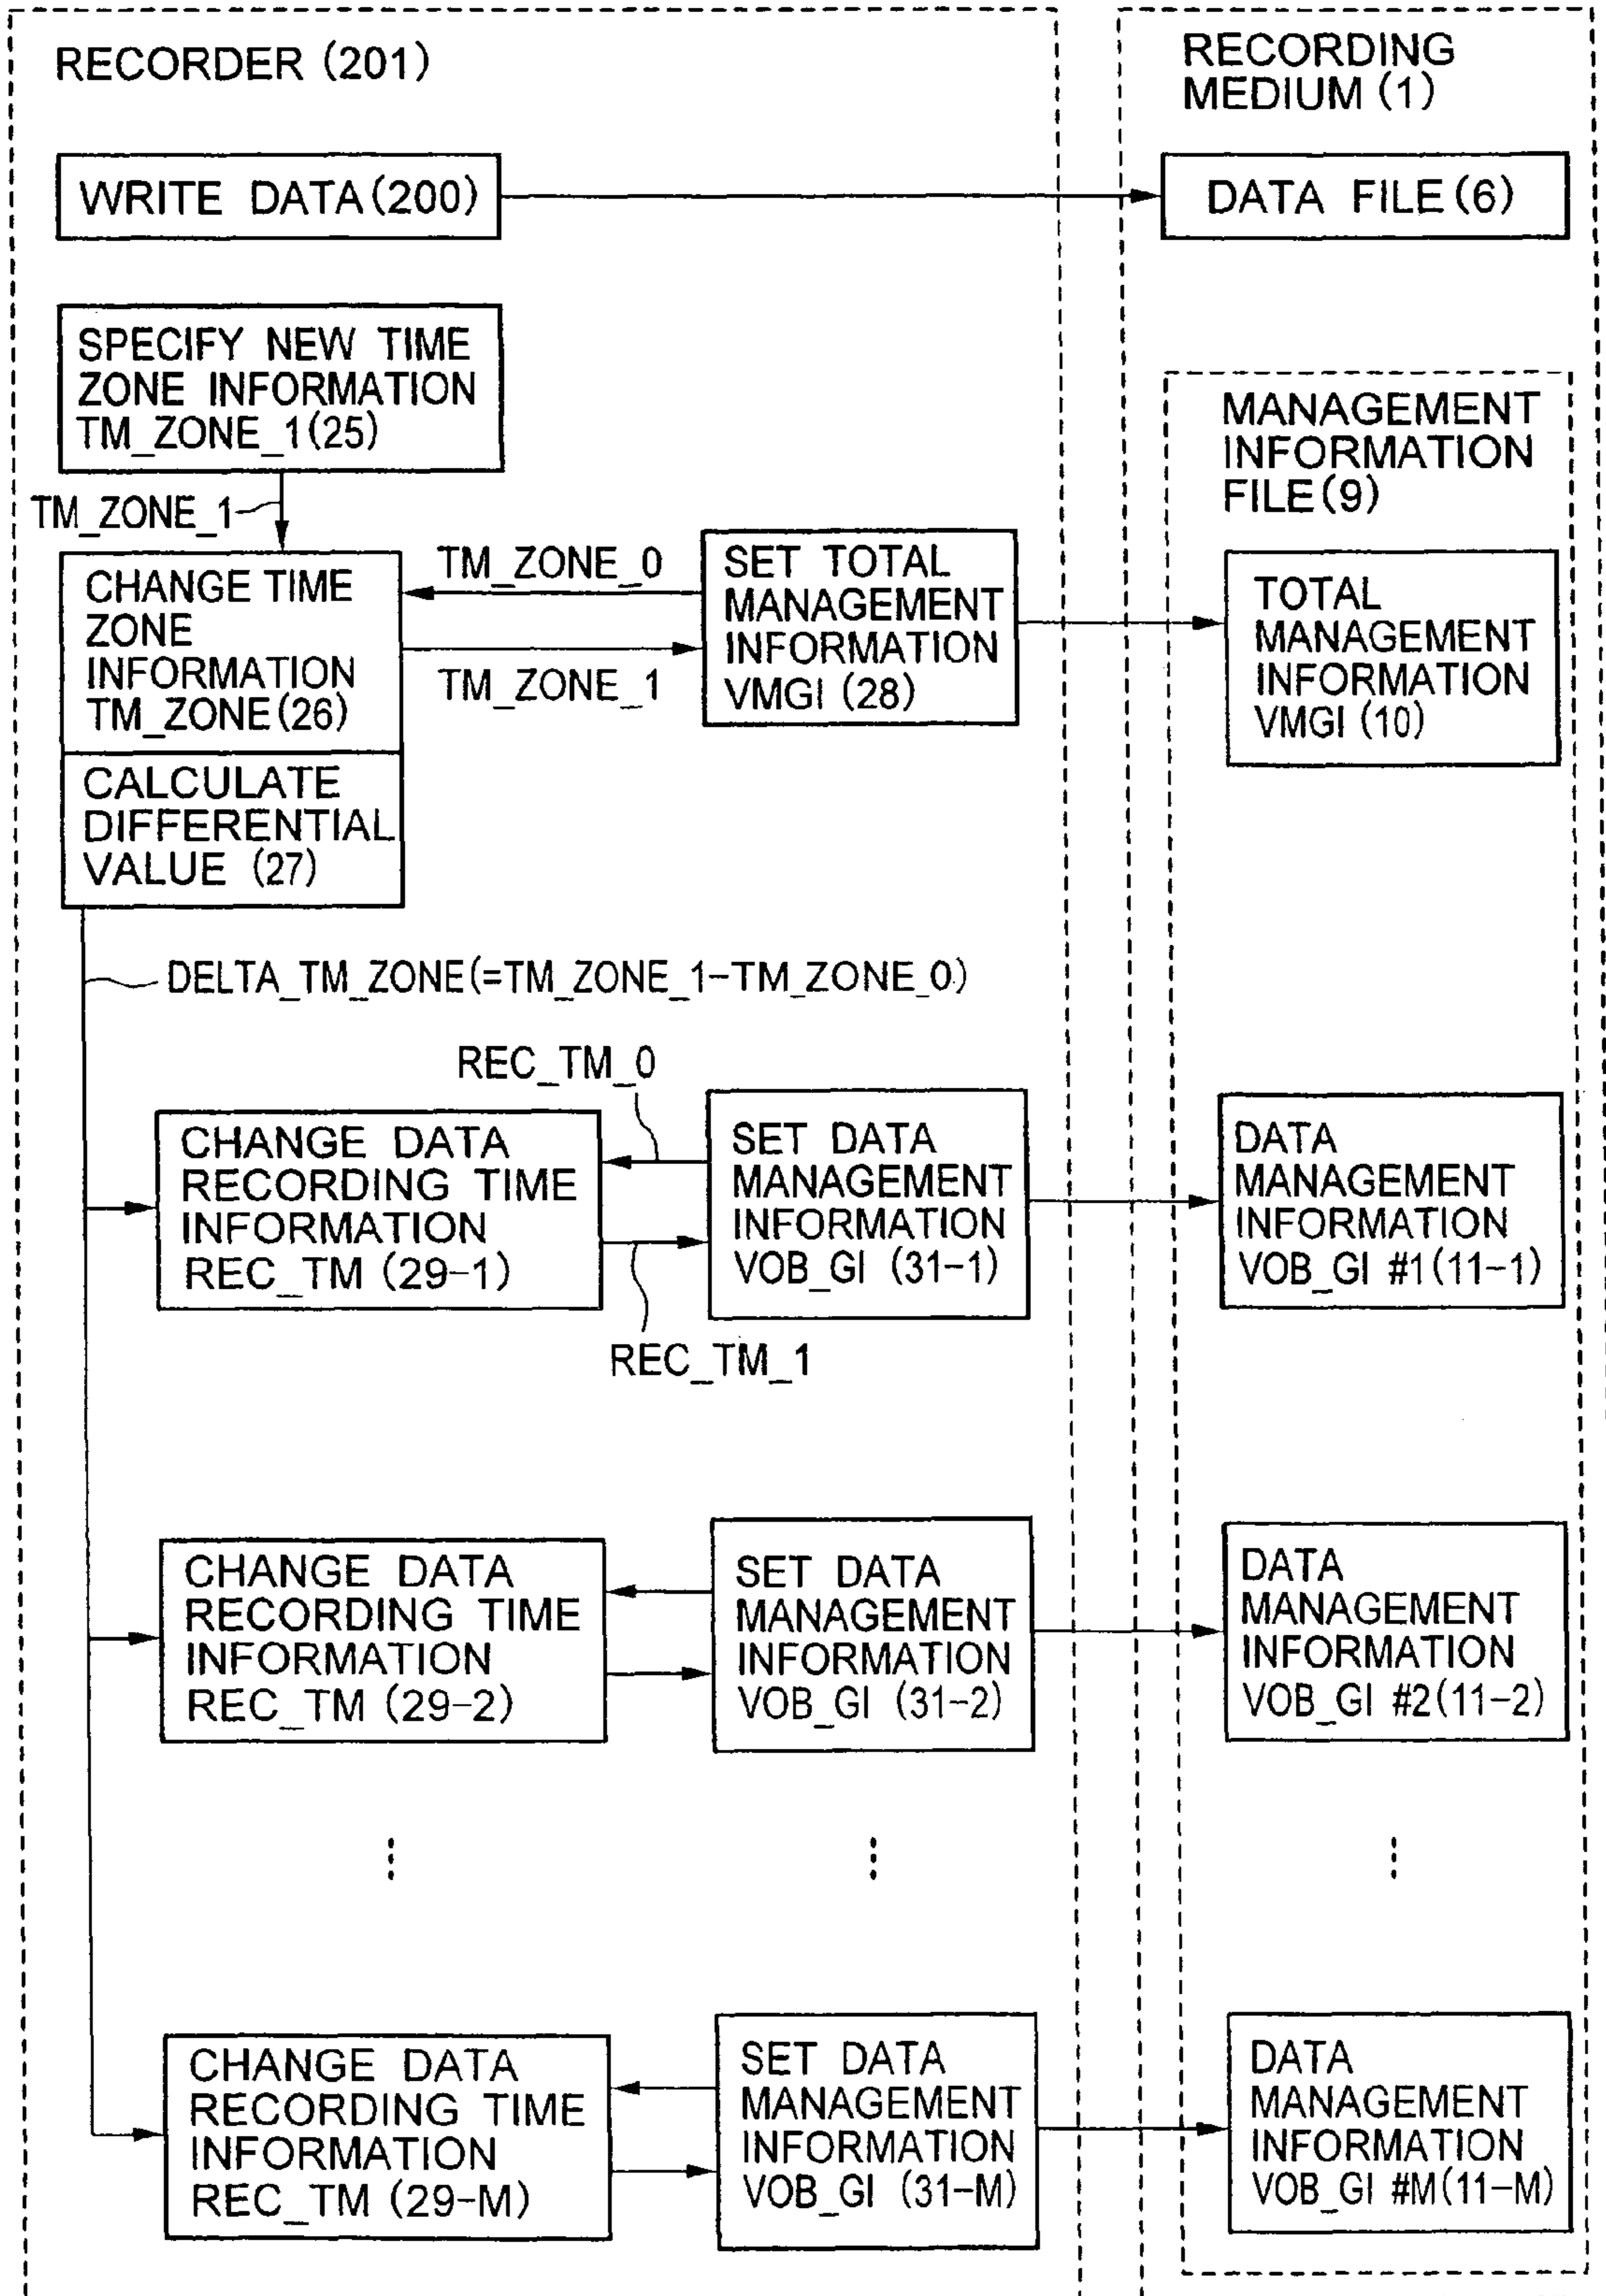 RECORDER (201)
RECORDING
MEDIUM (1)
WRITE DATA (200)
DATA FILE (6)
SPECIFY NEW TIME
ZONE INFORMATION
TM_ZONE_1 (25)
MANAGEMENT
INFORMATION
FILE (9)
TM_ZONE_1
CHANGE TIME
ZONE
INFORMATION
TM_ZONE (26)
TM_ZONE_0
TM_ZONE_1
SET TOTAL
MANAGEMENT
INFORMATION
VMGI (28)
TOTAL
MANAGEMENT
INFORMATION
VMGI (10)
CALCULATE
DIFFERENTIAL
VALUE (27)
DELTA_TM_ZONE (=TM_ZONE_1-TM_ZONE_0)
REC_TM_0
CHANGE DATA
RECORDING TIME
INFORMATION
REC_TM (29-1)
SET DATA
MANAGEMENT
INFORMATION
VOB_GI (31-1)
DATA
MANAGEMENT
INFORMATION
VOB_GI #1 (11-1)
REC_TM_1
CHANGE DATA
RECORDING TIME
INFORMATION
REC_TM (29-2)
SET DATA
MANAGEMENT
INFORMATION
VOB_GI (31-2)
DATA
MANAGEMENT
INFORMATION
VOB_GI #2 (11-2)
CHANGE DATA
RECORDING TIME
INFORMATION
REC_TM (29-M)
SET DATA
MANAGEMENT
INFORMATION
VOB_GI (31-M)
DATA
MANAGEMENT
INFORMATION
VOB_GI #M (11-M)